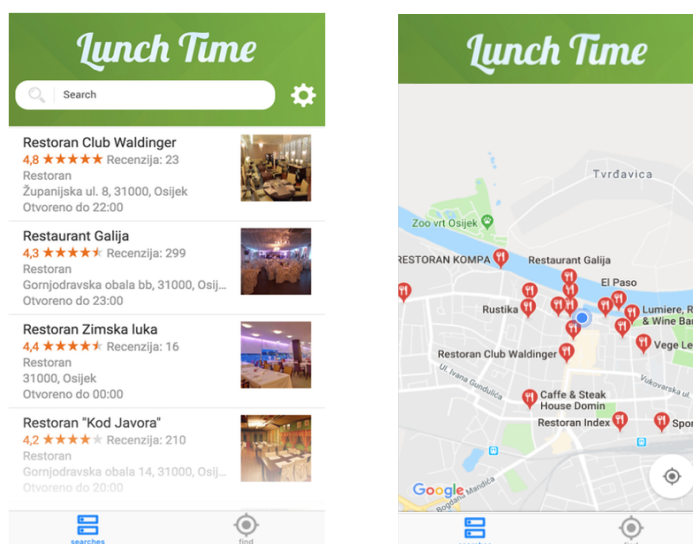 Lunch Time
Search
Restoran Club Waldinger
4,8 ★★★★★ Recenzija: 23
Restoran
Županijska ul. 8, 31000, Osijek
Otvoreno do 22:00
Restaurant Galija
4,3 ★★★★★ Recenzija: 299
Restoran
Gornjodravska obala bb, 31000, Osij...
Otvoreno do 23:00
Restoran Zimska luka
4,4 ★★★★★ Recenzija: 16
Restoran
31000, Osijek
Otvoreno do 00:00
Restoran "Kod Javora"
4,2 ★★★★★ Recenzija: 210
Restoran
Gornjodravska obala 14, 31000, Osij...
Otvoreno do 20:00
searches
find
Lunch Time
Tvrđavica
Zoo vrt Osijek
RESTORAN KOMPA
Restaurant Galija
El Paso
Rustika
Lumiere, R
& Wine Bar
Vege Le
Restoran Club Waldinger
Ul. Ivana Gundulića
Vukovarska ul.
Caffe & Steak
House Domin
Restoran Index
Spor
Google
Bogdana Mandića
searches
find